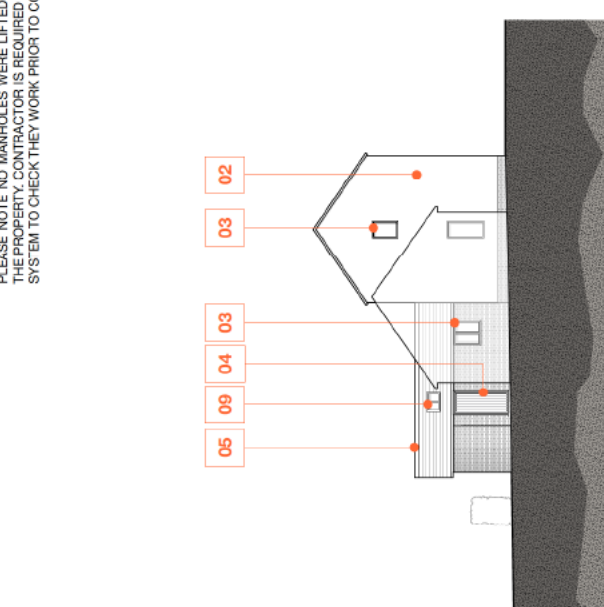 PLEASE NOTE NO MANHOLES WERE LIFTED
THE PROPERTY. CONTRACTOR IS REQUIRED
SYSTEM TO CHECK THEY WORK PRIOR TO
02
03
03
04
09
05